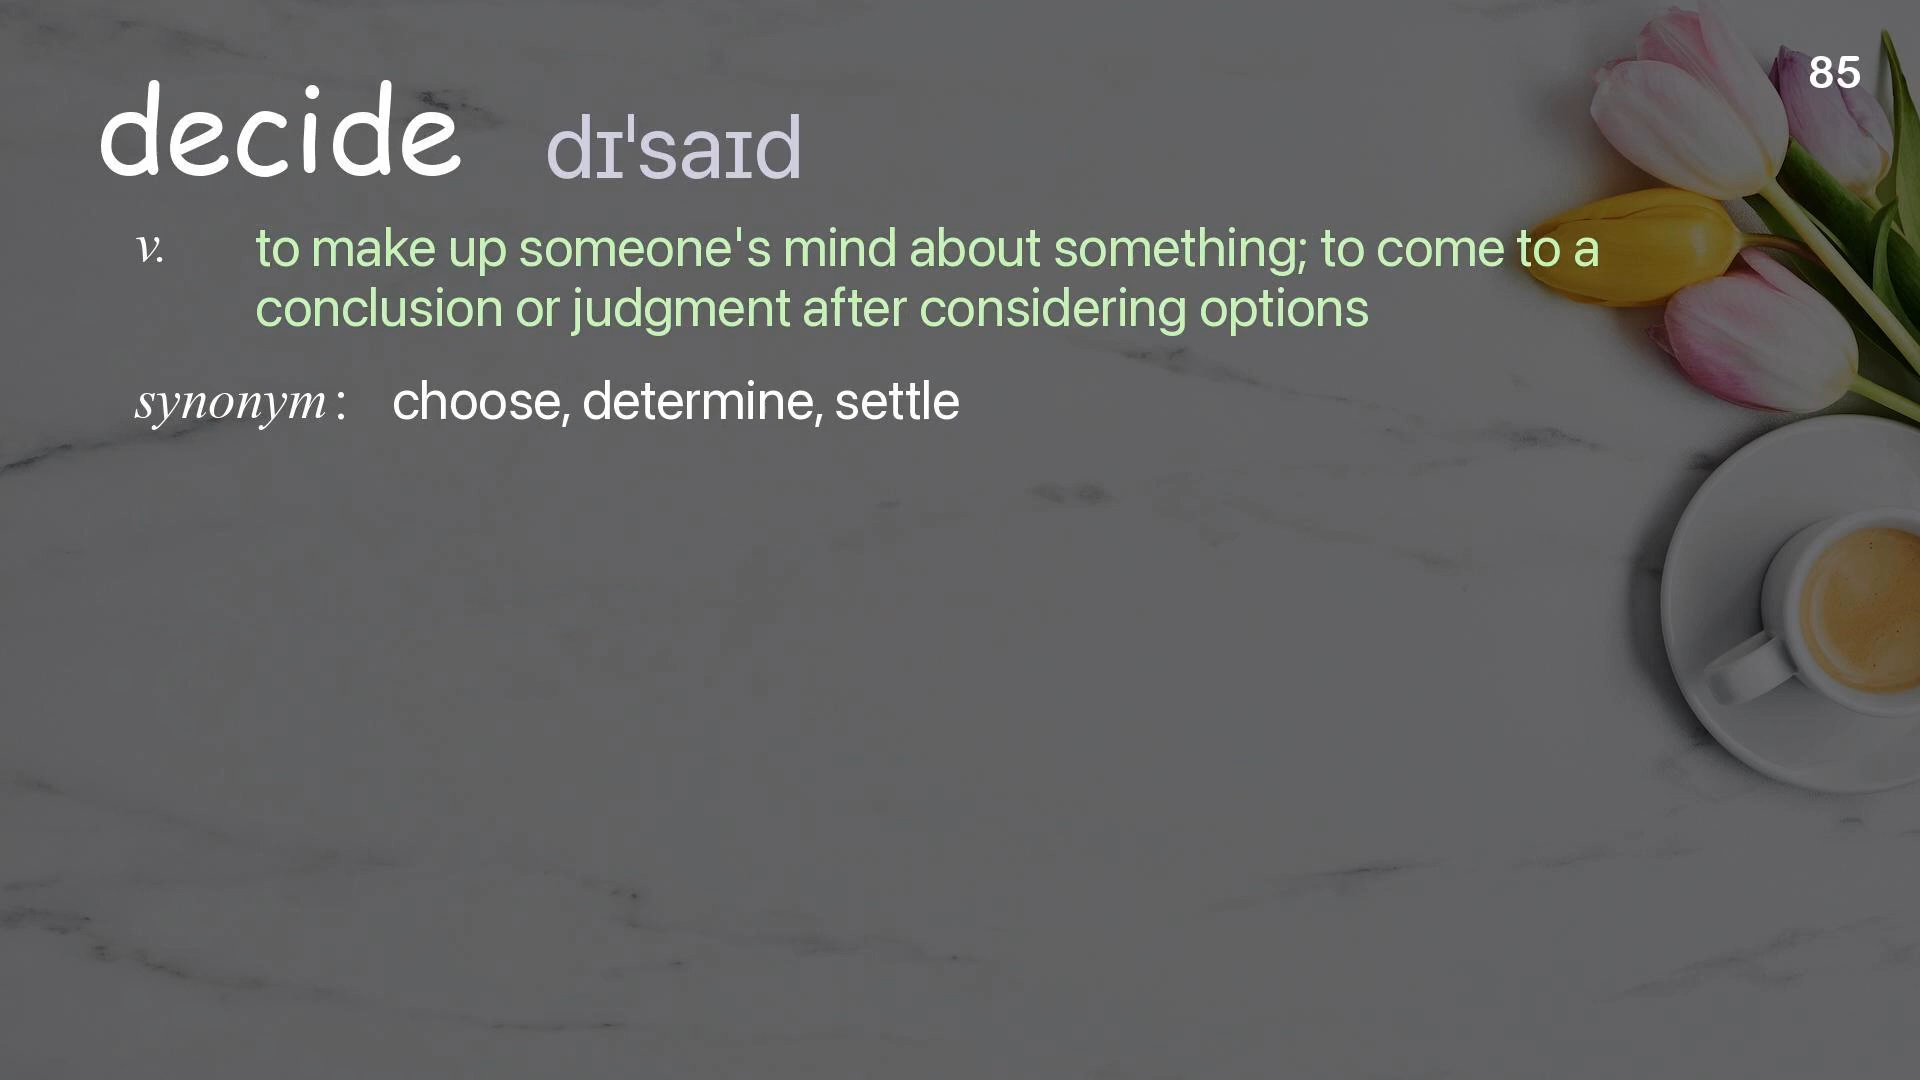 85
decide dɪˈsaɪd
v. to make up someone's mind about something; to come to a
conclusion or judgment after considering options
synonym: choose, determine, settle